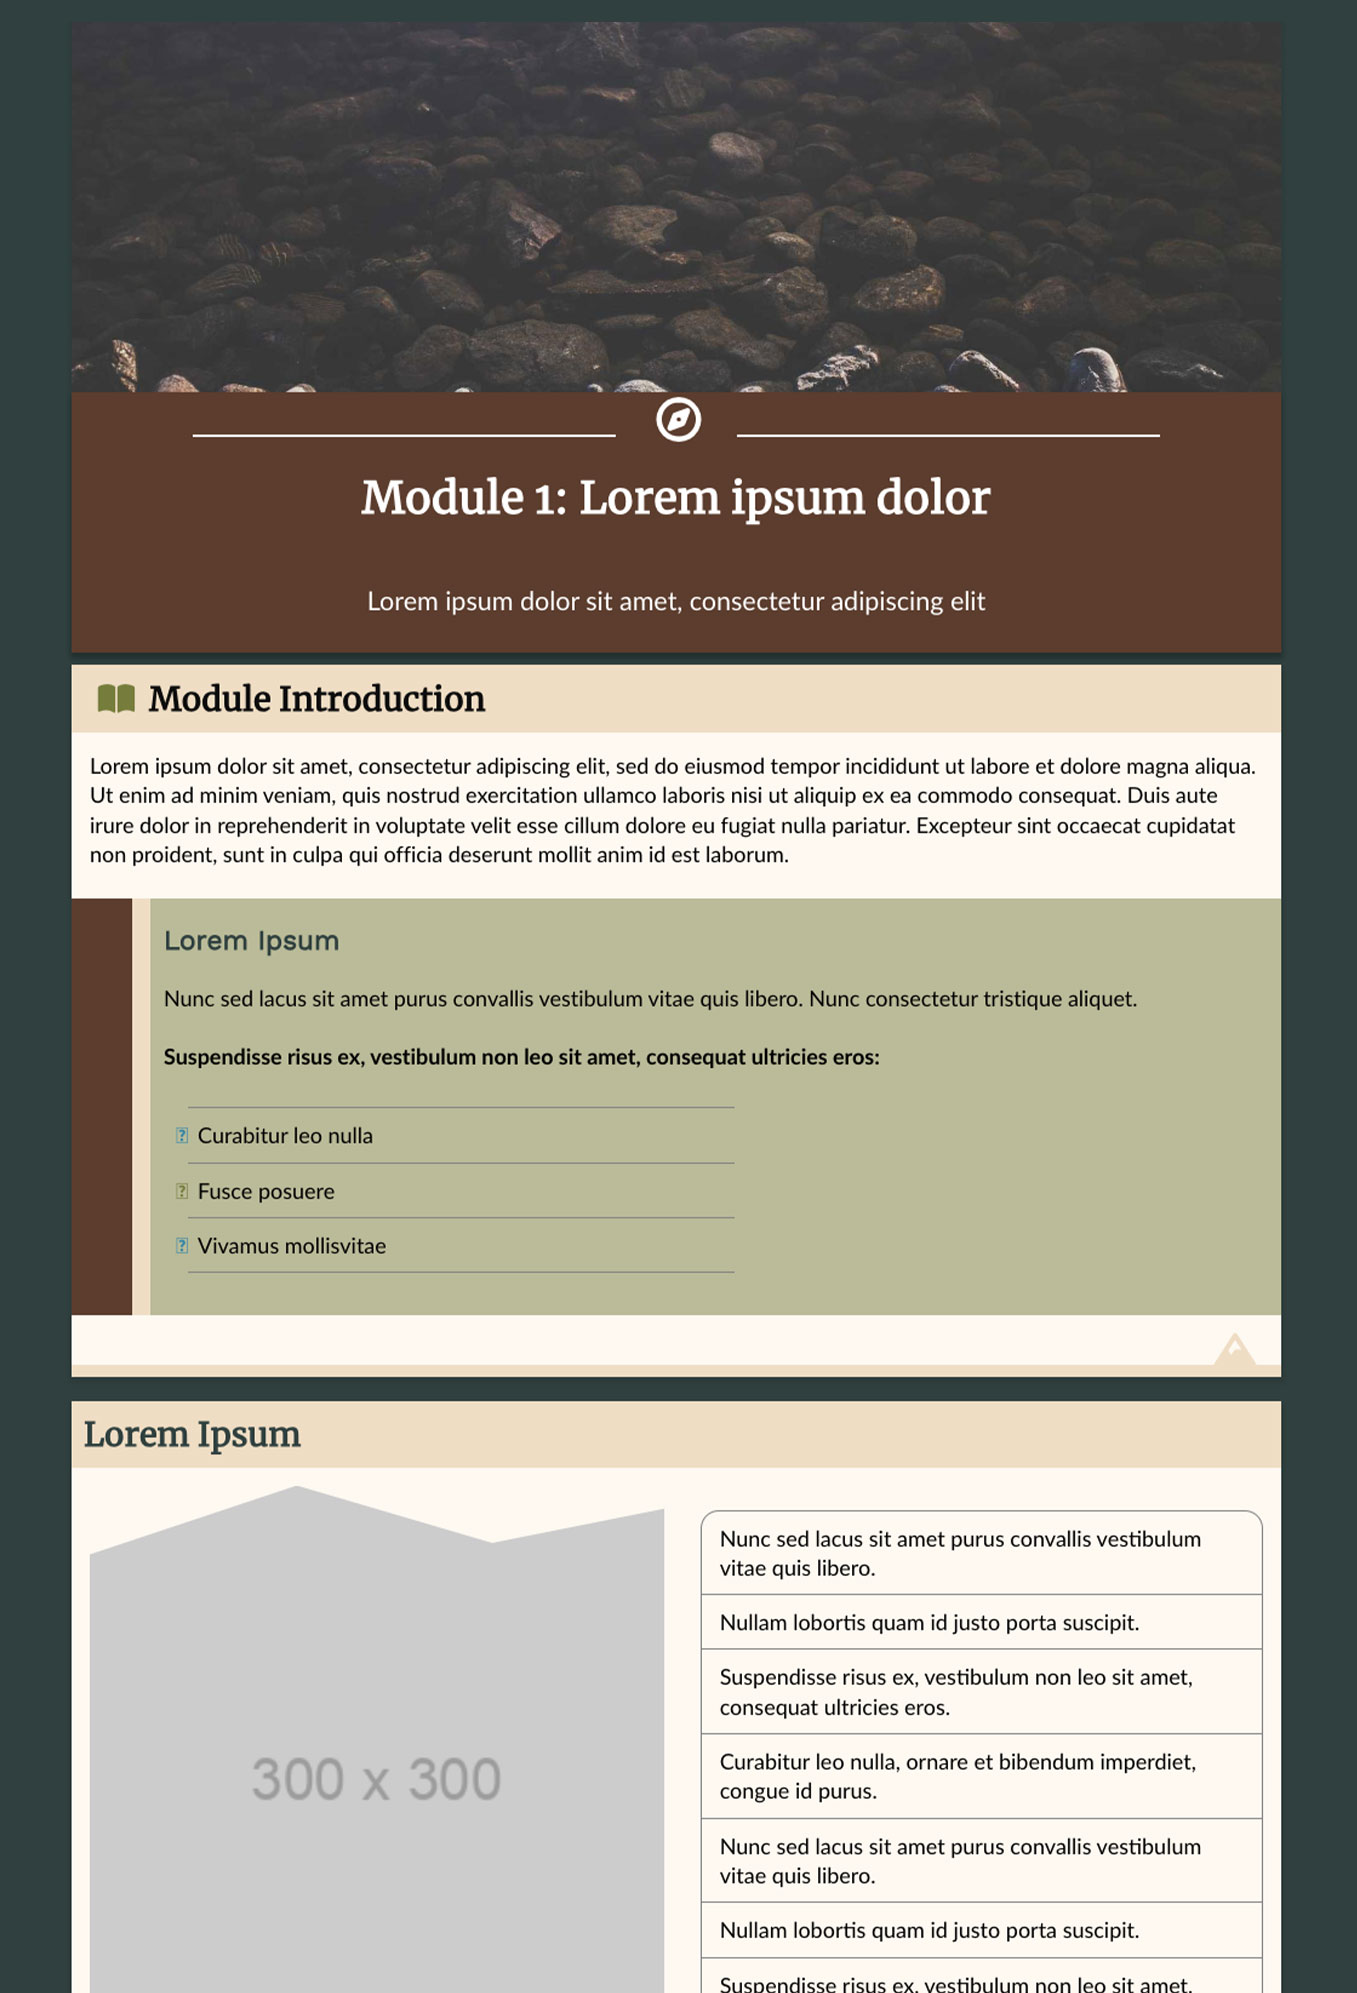 Module 1: Lorem ipsum dolor
Lorem ipsum dolor sit amet, consectetur adipiscing elit
Module Introduction
Lorem ipsum dolor sit amet, consectetur adipiscing elit, sed do eiusmod tempor incididunt ut labore et dolore magna aliqua.
Ut enim ad minim veniam, quis nostrud exercitation ullamco laboris nisi ut aliquip ex ea commodo consequat. Duis aute
irure dolor in reprehenderit in voluptate velit esse cillum dolore eu fugiat nulla pariatur. Excepteur sint occaecat cupidatat
non proident, sunt in culpa qui officia deserunt mollit anim id est laborum.
Lorem Ipsum
Nunc sed lacus sit amet purus convallis vestibulum vitae quis libero. Nunc consectetur tristique aliquet.
Suspendisse risus ex, vestibulum non leo sit amet, consequat ultricies eros:
Curabitur leo nulla
Fusce posuere
Vivamus mollisvitae
Lorem Ipsum
300 x 300
Nunc sed lacus sit amet purus convallis vestibulum
vitae quis libero.
Nullam lobortis quam id justo porta suscipit.
Suspendisse risus ex, vestibulum non leo sit amet,
consequat ultricies eros.
Curabitur leo nulla, ornare et bibendum imperdiet,
congue id purus.
Nunc sed lacus sit amet purus convallis vestibulum
vitae quis libero.
Nullam lobortis quam id justo porta suscipit.
Suspendisse risus ex, vestibulum non leo sit amet,